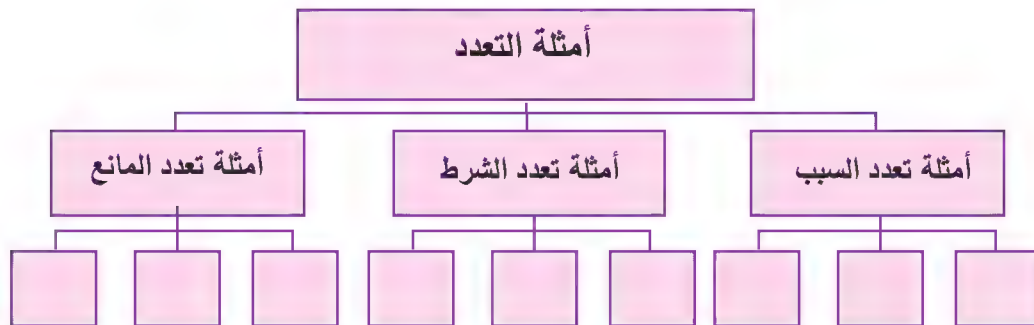 أمثلة التعدد
أمثلة تعدد السبب
أمثلة تعدد الشرط
أمثلة تعدد المانع